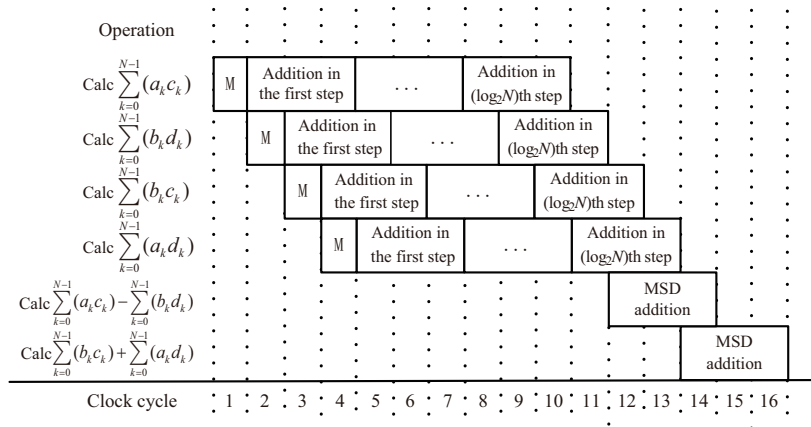 Operation
Calc ∑_{k=0}^{N-1}(a_k c_k) M Addition in the first step . . . Addition in (log₂N)th step
Calc ∑_{k=0}^{N-1}(b_k d_k) M Addition in the first step . . . Addition in (log₂N)th step
Calc ∑_{k=0}^{N-1}(b_k c_k) M Addition in the first step . . . Addition in (log₂N)th step
Calc ∑_{k=0}^{N-1}(a_k d_k) M Addition in the first step . . . Addition in (log₂N)th step
Calc ∑_{k=0}^{N-1}(a_k c_k) − ∑_{k=0}^{N-1}(b_k d_k) MSD addition
Calc ∑_{k=0}^{N-1}(b_k c_k) + ∑_{k=0}^{N-1}(a_k d_k) MSD addition
Clock cycle 1 2 3 4 5 6 7 8 9 10 11 12 13 14 15 16